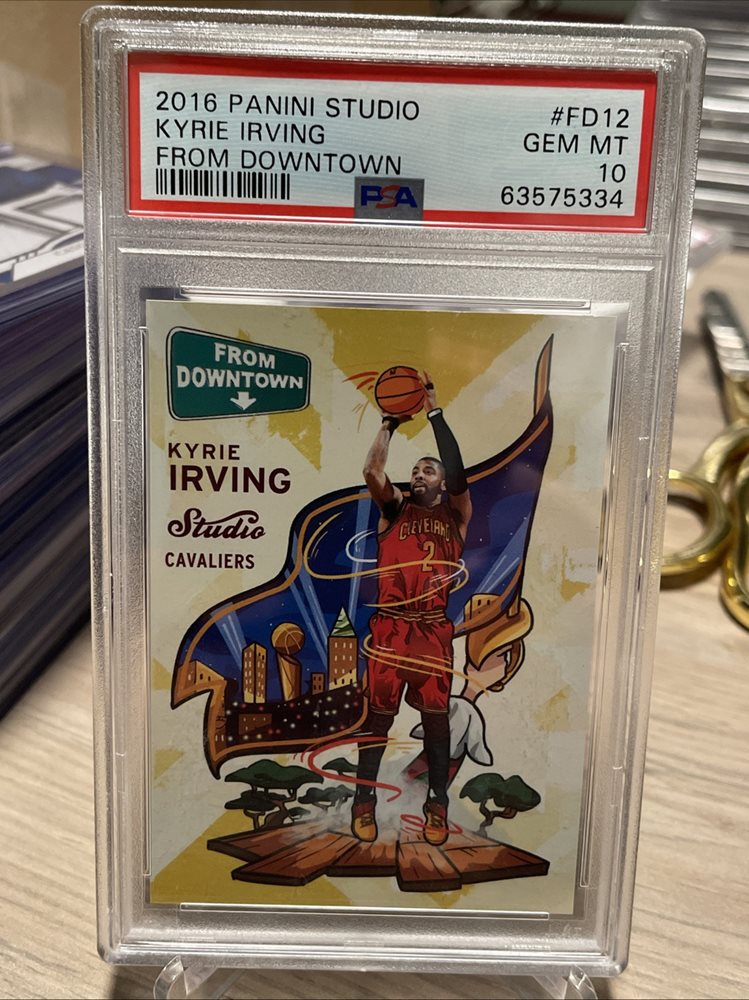 2016 PANINI STUDIO
#FD12
KYRIE IRVING
GEM MT
FROM DOWNTOWN
10
PSA
63575334
FROM
DOWNTOWN
KYRIE
IRVING
Studio
CAVALIERS
CLEVELAND
2